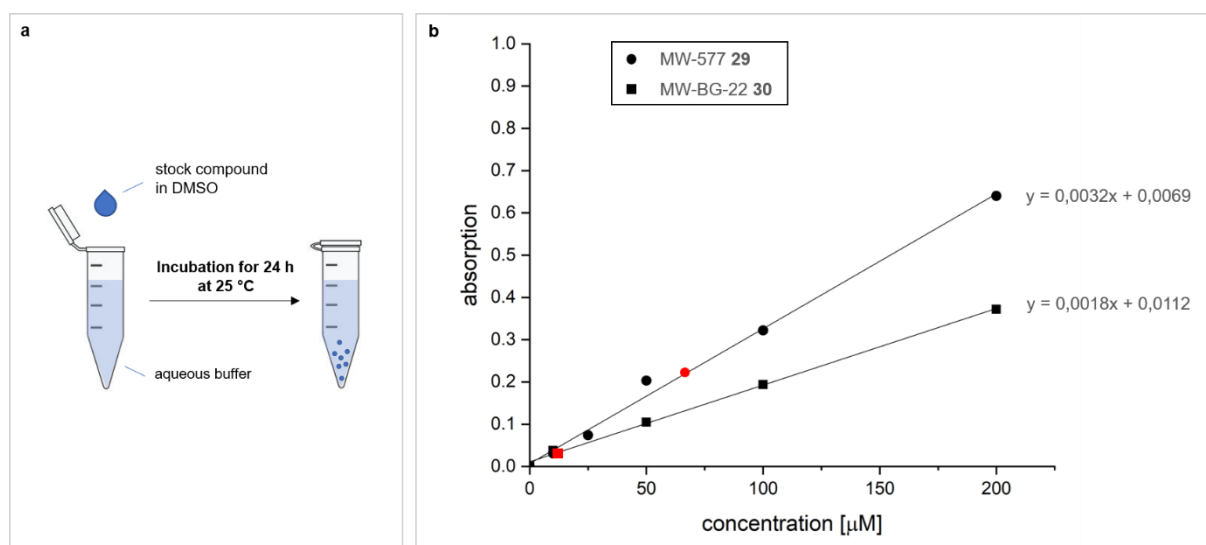 a
stock compound
in DMSO
Incubation for 24 h
at 25 °C
aqueous buffer
b
1.0
0.9
0.8
0.7
0.6
0.5
0.4
0.3
0.2
0.1
0.0
absorption
MW-577 29
MW-BG-22 30
y = 0,0032x + 0,0069
y = 0,0018x + 0,0112
0
50
100
150
200
concentration [μM]